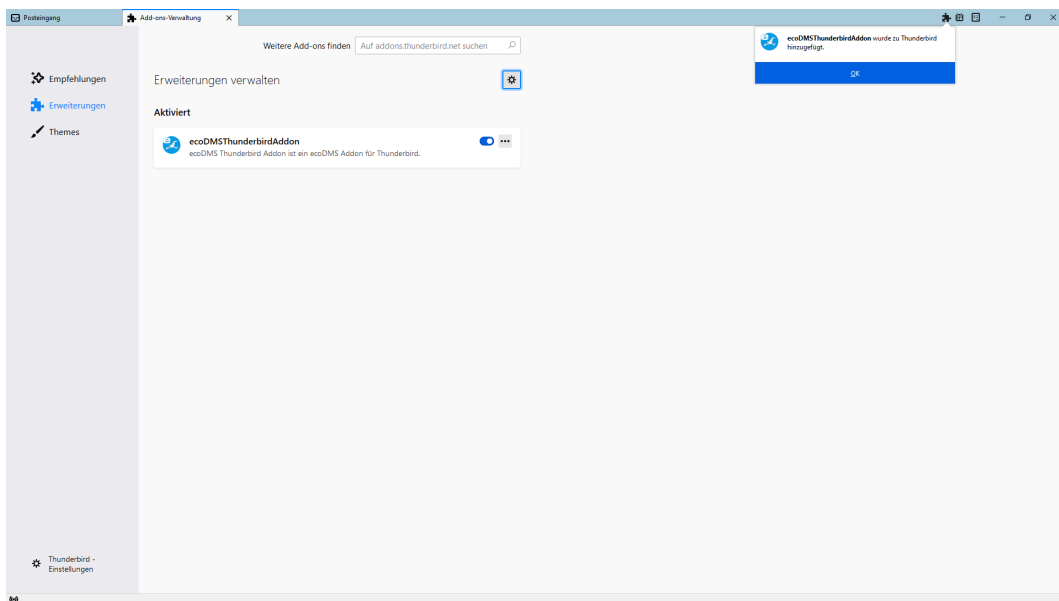 Posteingang
Add-ons-Verwaltung
Weitere Add-ons finden
Auf addons.thunderbird.net suchen
ecoDMSThunderbirdAddon wurde zu Thunderbird
hinzugefügt.
OK
Empfehlungen
Erweiterungen
Themes
Erweiterungen verwalten
Aktiviert
ecoDMSThunderbirdAddon
ecoDMS Thunderbird Addon ist ein ecoDMS Addon für Thunderbird.
Thunderbird -
Einstellungen